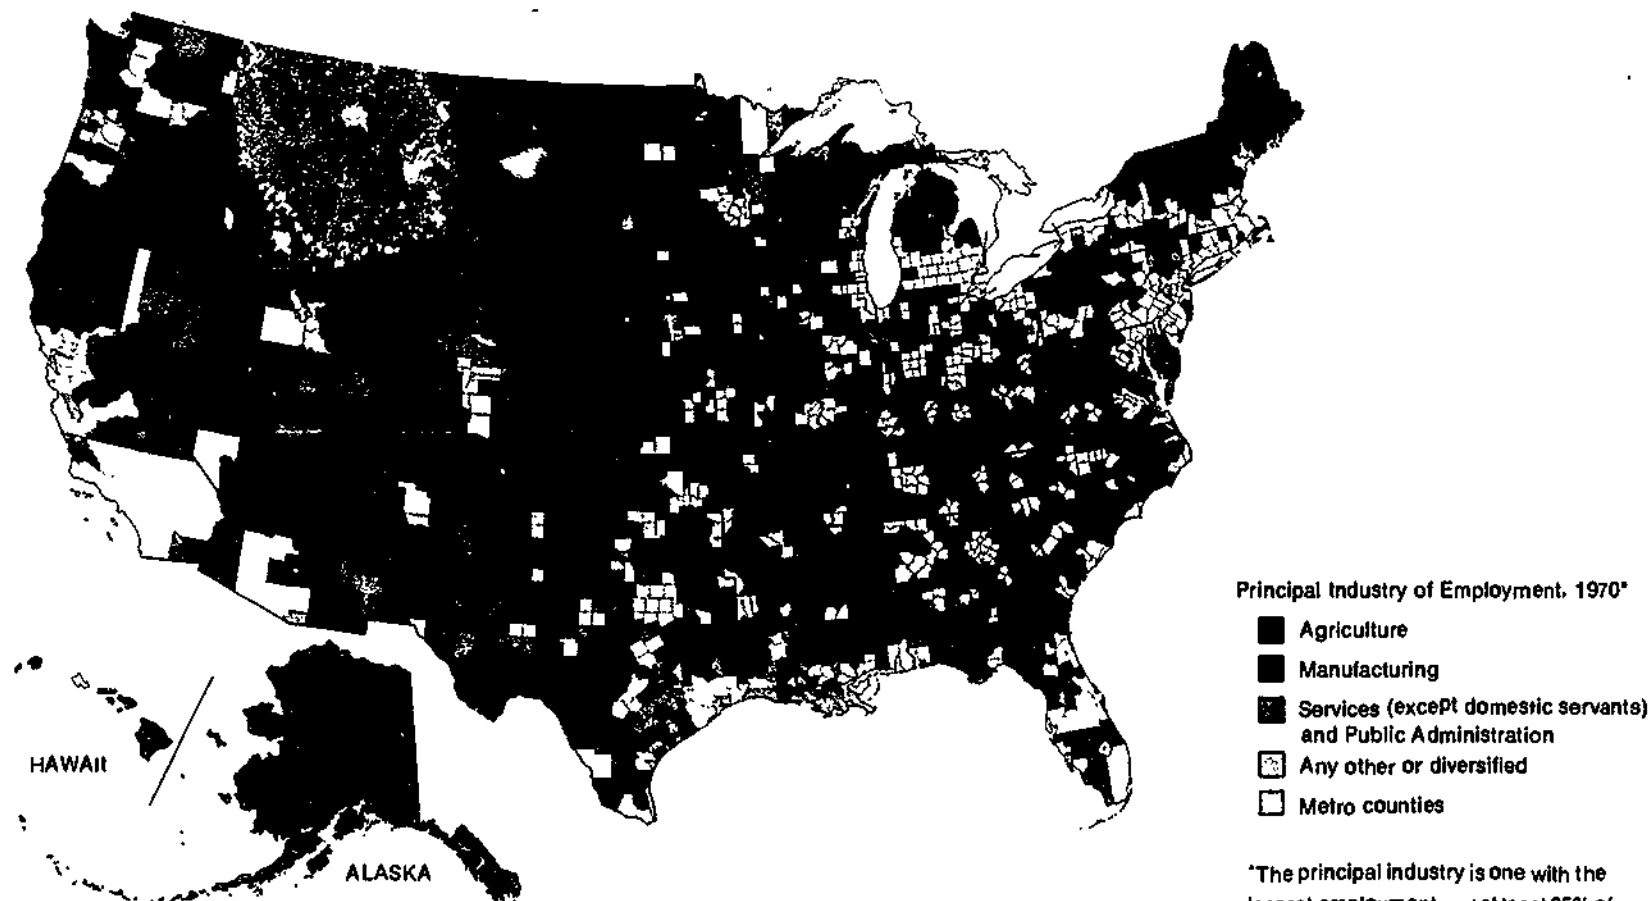 Principal Industry of Employment, 1970*
Agriculture
Manufacturing
Services (except domestic servants)
and Public Administration
Any other or diversified
Metro counties
HAWAII
ALASKA
*The principal industry is one with the